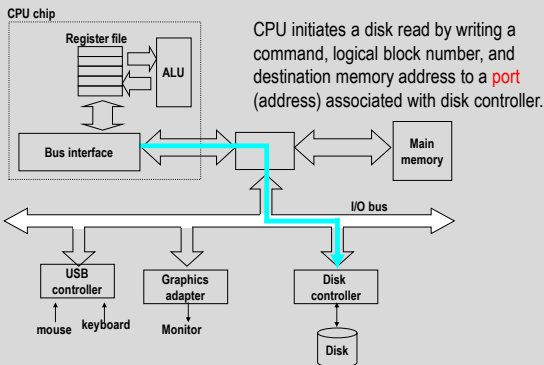 CPU chip
Register file
ALU
CPU initiates a disk read by writing a
command, logical block number, and
destination memory address to a port
(address) associated with disk controller.
Bus interface
Main
memory
I/O bus
USB
controller
Graphics
adapter
Disk
controller
mouse
keyboard
Monitor
Disk